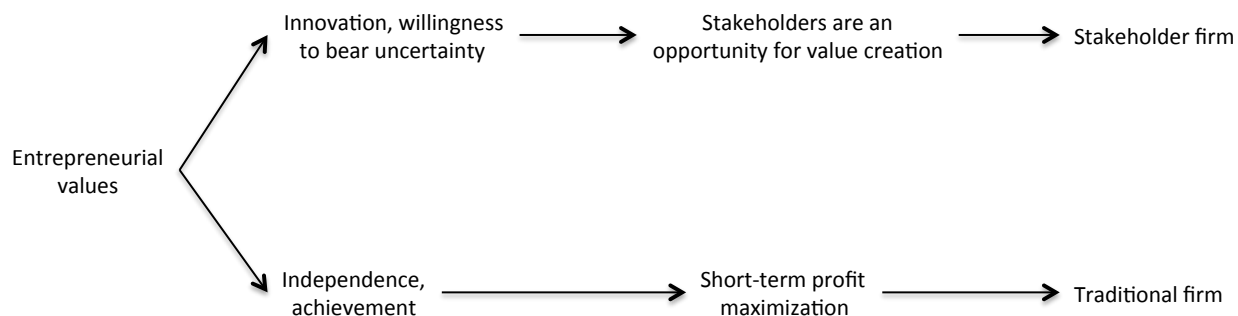 Innovation, willingness
to bear uncertainty
Stakeholders are an
opportunity for value creation
Stakeholder firm
Entrepreneurial
values
Independence,
achievement
Short-term profit
maximization
Traditional firm